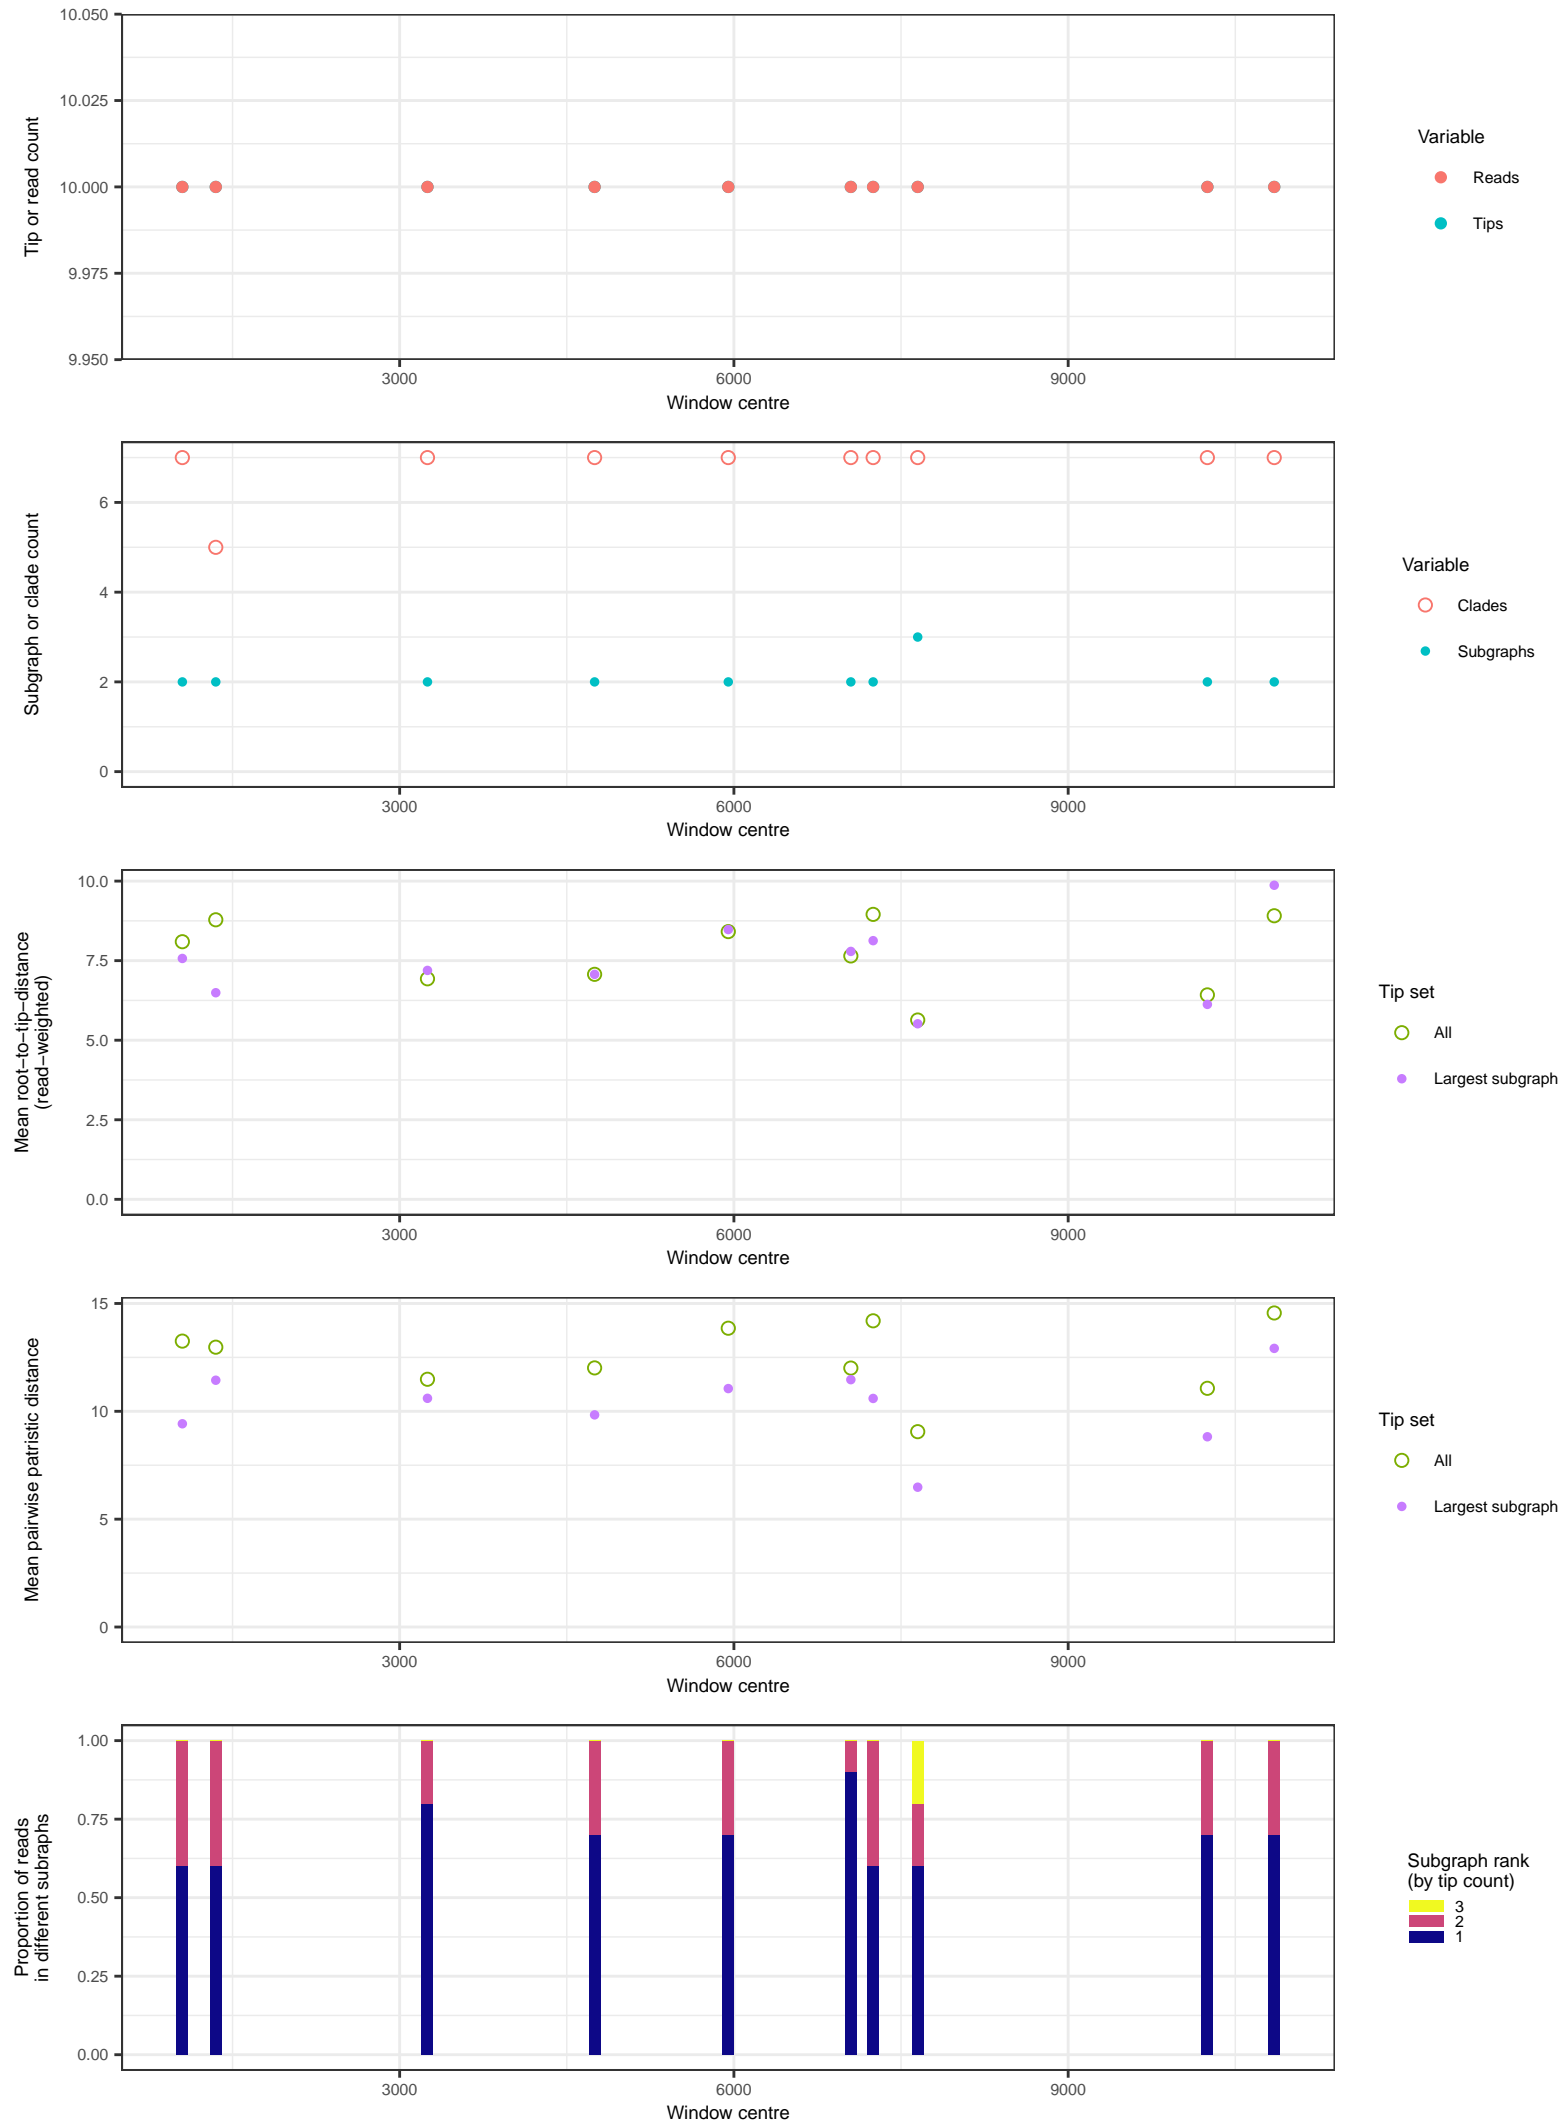 10.050
10.025
10.000
9.975
9.950
Tip or read count
3000
6000
9000
Window centre
Variable
Reads
Tips
6
4
2
0
Subgraph or clade count
3000
6000
9000
Window centre
Variable
Clades
Subgraphs
10.0
7.5
5.0
2.5
0.0
Mean root−to−tip−distance
(read−weighted)
3000
6000
9000
Window centre
Tip set
All
Largest subgraph
15
10
5
0
Mean pairwise patristic distance
3000
6000
9000
Window centre
Tip set
All
Largest subgraph
1.00
0.75
0.50
0.25
0.00
Proportion of reads
in different subraphs
3000
6000
9000
Window centre
Subgraph rank
(by tip count)
3
2
1